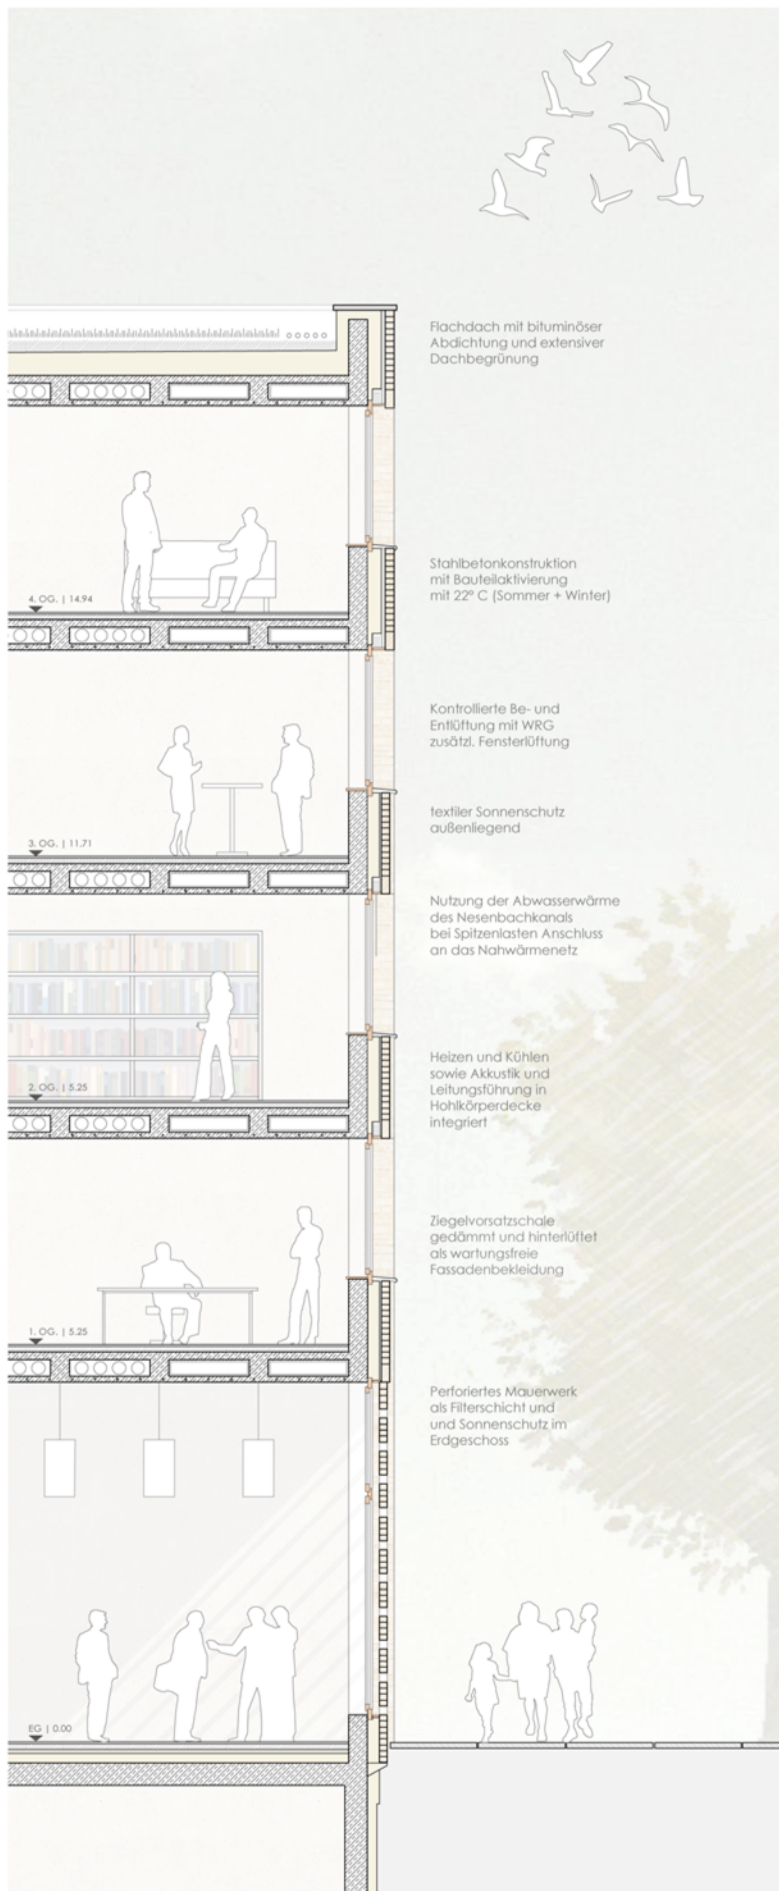 Flachdach mit bituminöser
Abdichtung und extensiver
Dachbegrünung
Stahlbetonkonstruktion
mit Bauteilaktivierung
mit 22° C (Sommer + Winter)
4. OG. | 14.94
Kontrollierte Be- und
Entlüftung mit WRG
zusätzl. Fensterlüftung
textiler Sonnenschutz
außenliegend
3. OG. | 11.71
Nutzung der Abwasserwärme
des Nesenbachkanals
bei Spitzenlasten Anschluss
an das Nahwärmenetz
Heizen und Kühlen
sowie Akkustik und
Leitungsführung in
Hohlkörperdecke
integriert
2. OG. | 5.25
Ziegelvorsatzschale
gedämmt und hinterlüftet
als wartungsfreie
Fassadenbekleidung
1. OG. | 5.25
Perforiertes Mauerwerk
als Filterschicht und
und Sonnenschutz im
Erdgeschoss
EG | 0.00